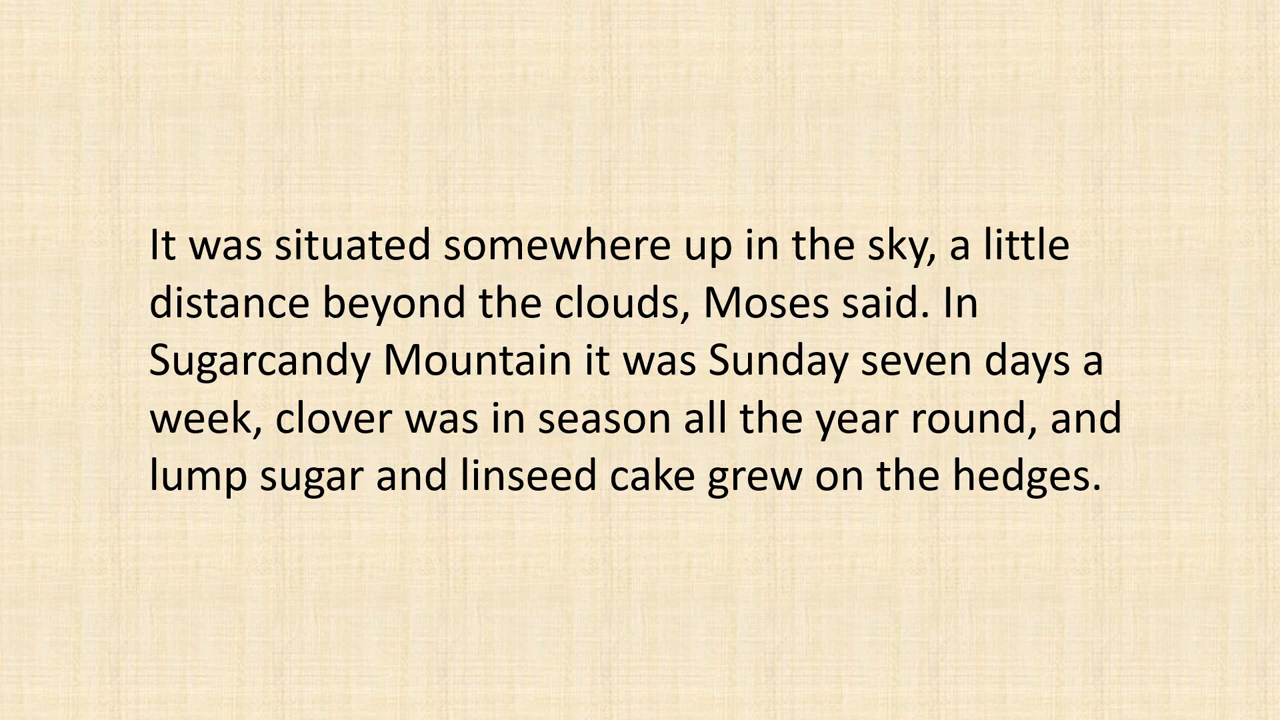 It was situated somewhere up in the sky, a little
distance beyond the clouds, Moses said. In
Sugarcandy Mountain it was Sunday seven days a
week, clover was in season all the year round, and
lump sugar and linseed cake grew on the hedges.